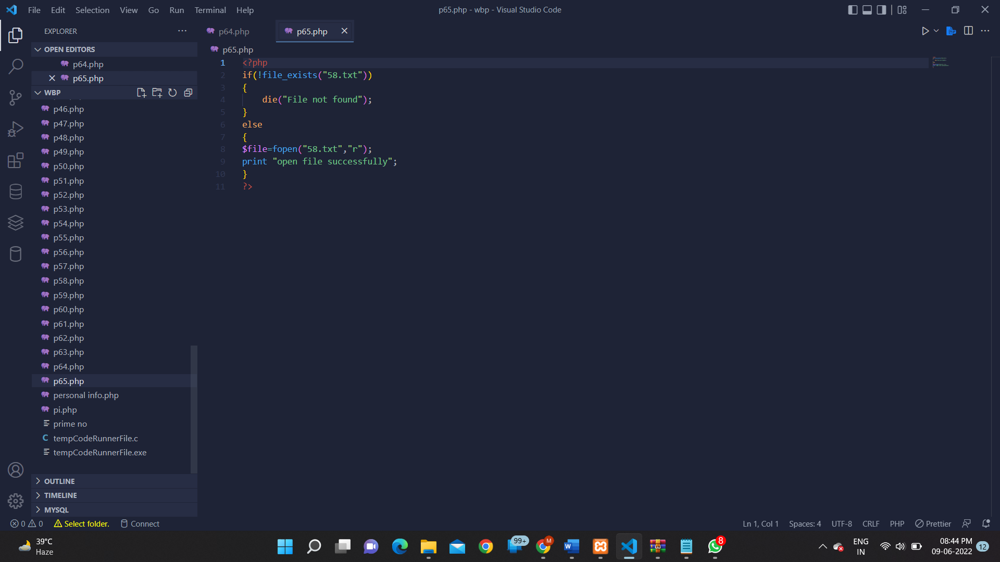 File Edit Selection View Go Run Terminal Help
p65.php - wbp - Visual Studio Code
EXPLORER
OPEN EDITORS
p64.php
p65.php
WBP
p46.php
p47.php
p48.php
p49.php
p50.php
p51.php
p52.php
p53.php
p54.php
p55.php
p56.php
p57.php
p58.php
p59.php
p60.php
p61.php
p62.php
p63.php
p64.php
p65.php
personal info.php
pi.php
prime no
C tempCodeRunnerFile.c
tempCodeRunnerFile.exe
OUTLINE
TIMELINE
MYSQL
p64.php
p65.php
p65.php
1 <?php
2 if(!file_exists("58.txt"))
3 {
4     die("File not found");
5 }
6 else
7 {
8 $file=fopen("58.txt","r");
9 print "open file successfully";
10 }
11 ?>
0 0 Select folder. Connect
Ln 1, Col 1 Spaces: 4 UTF-8 CRLF PHP Prettier
39°C
Haze
99+
M
W
8
ENG
IN
08:44 PM
09-06-2022
12